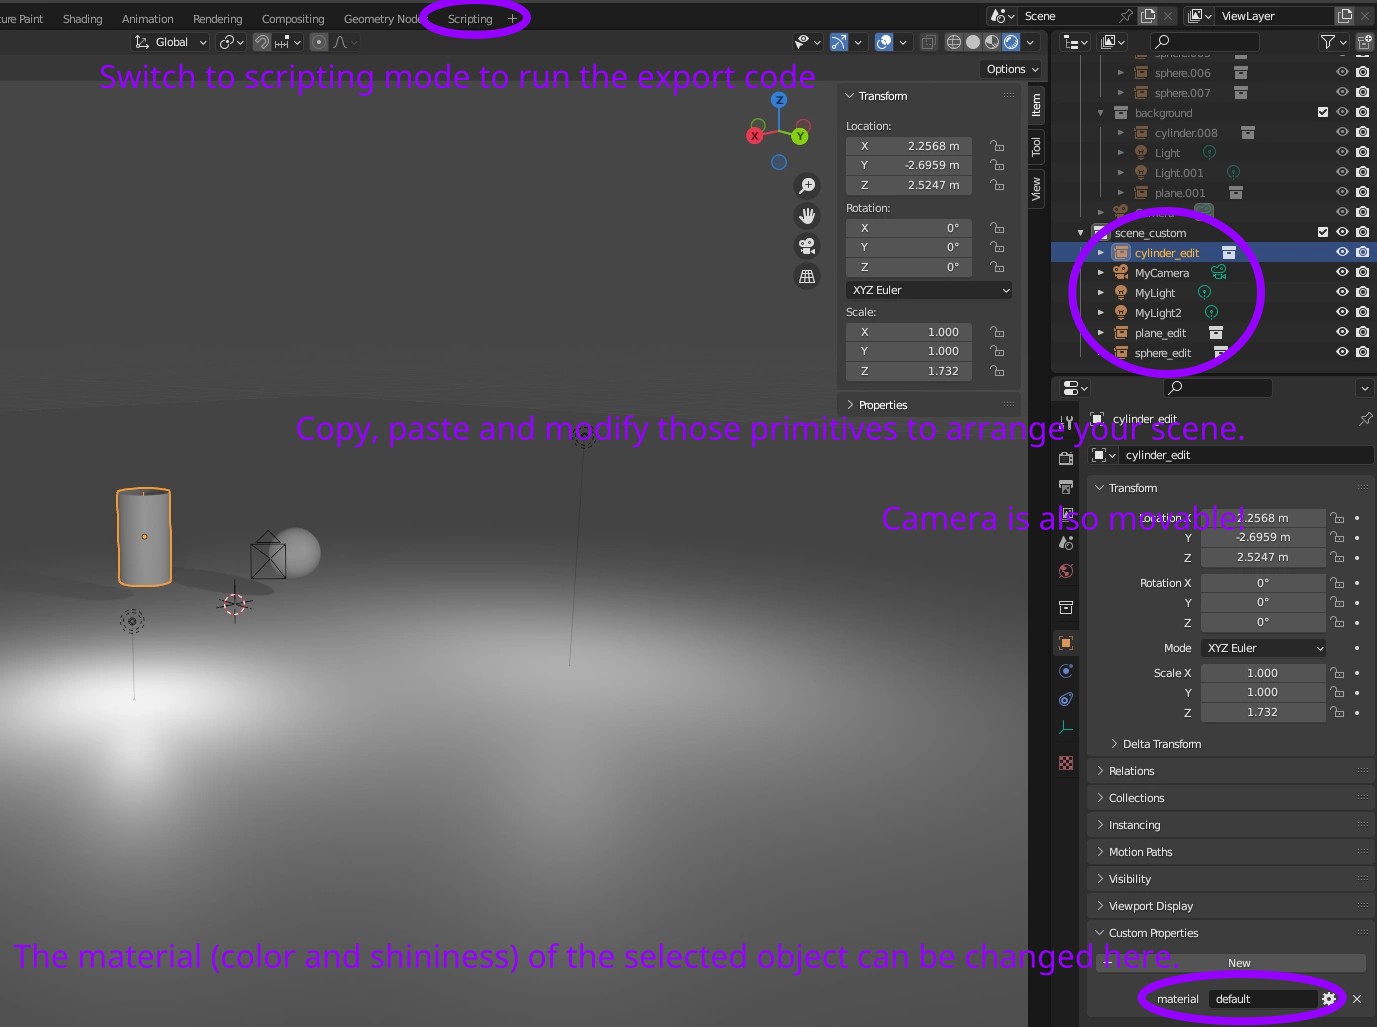 ure Paint Shading Animation Rendering Compositing Geometry Node Scripting + Scene ViewLayer
Global
Options
Switch to scripting mode to run the export code
Z
X
Y
Transform
Location:
X 2.2568 m
Y -2.6959 m
Z 2.5247 m
Rotation:
X 0°
Y 0°
Z 0°
XYZ Euler
Scale:
X 1.000
Y 1.000
Z 1.732
Properties
Item
Tool
View
sphere.006
sphere.007
background
cylinder.008
Light
Light.001
plane.001
scene_custom
cylinder_edit
MyCamera
MyLight
MyLight2
plane_edit
sphere_edit
cylinder_edit
Copy, paste and modify those primitives to arrange your scene.
cylinder_edit
Transform
Location X 2.2568 m
Camera is also movable!
Y -2.6959 m
Z 2.5247 m
Rotation X 0°
Y 0°
Z 0°
Mode XYZ Euler
Scale X 1.000
Y 1.000
Z 1.732
Delta Transform
Relations
Collections
Instancing
Motion Paths
Visibility
Viewport Display
Custom Properties
The material (color and shininess) of the selected object can be changed here.
New
material default